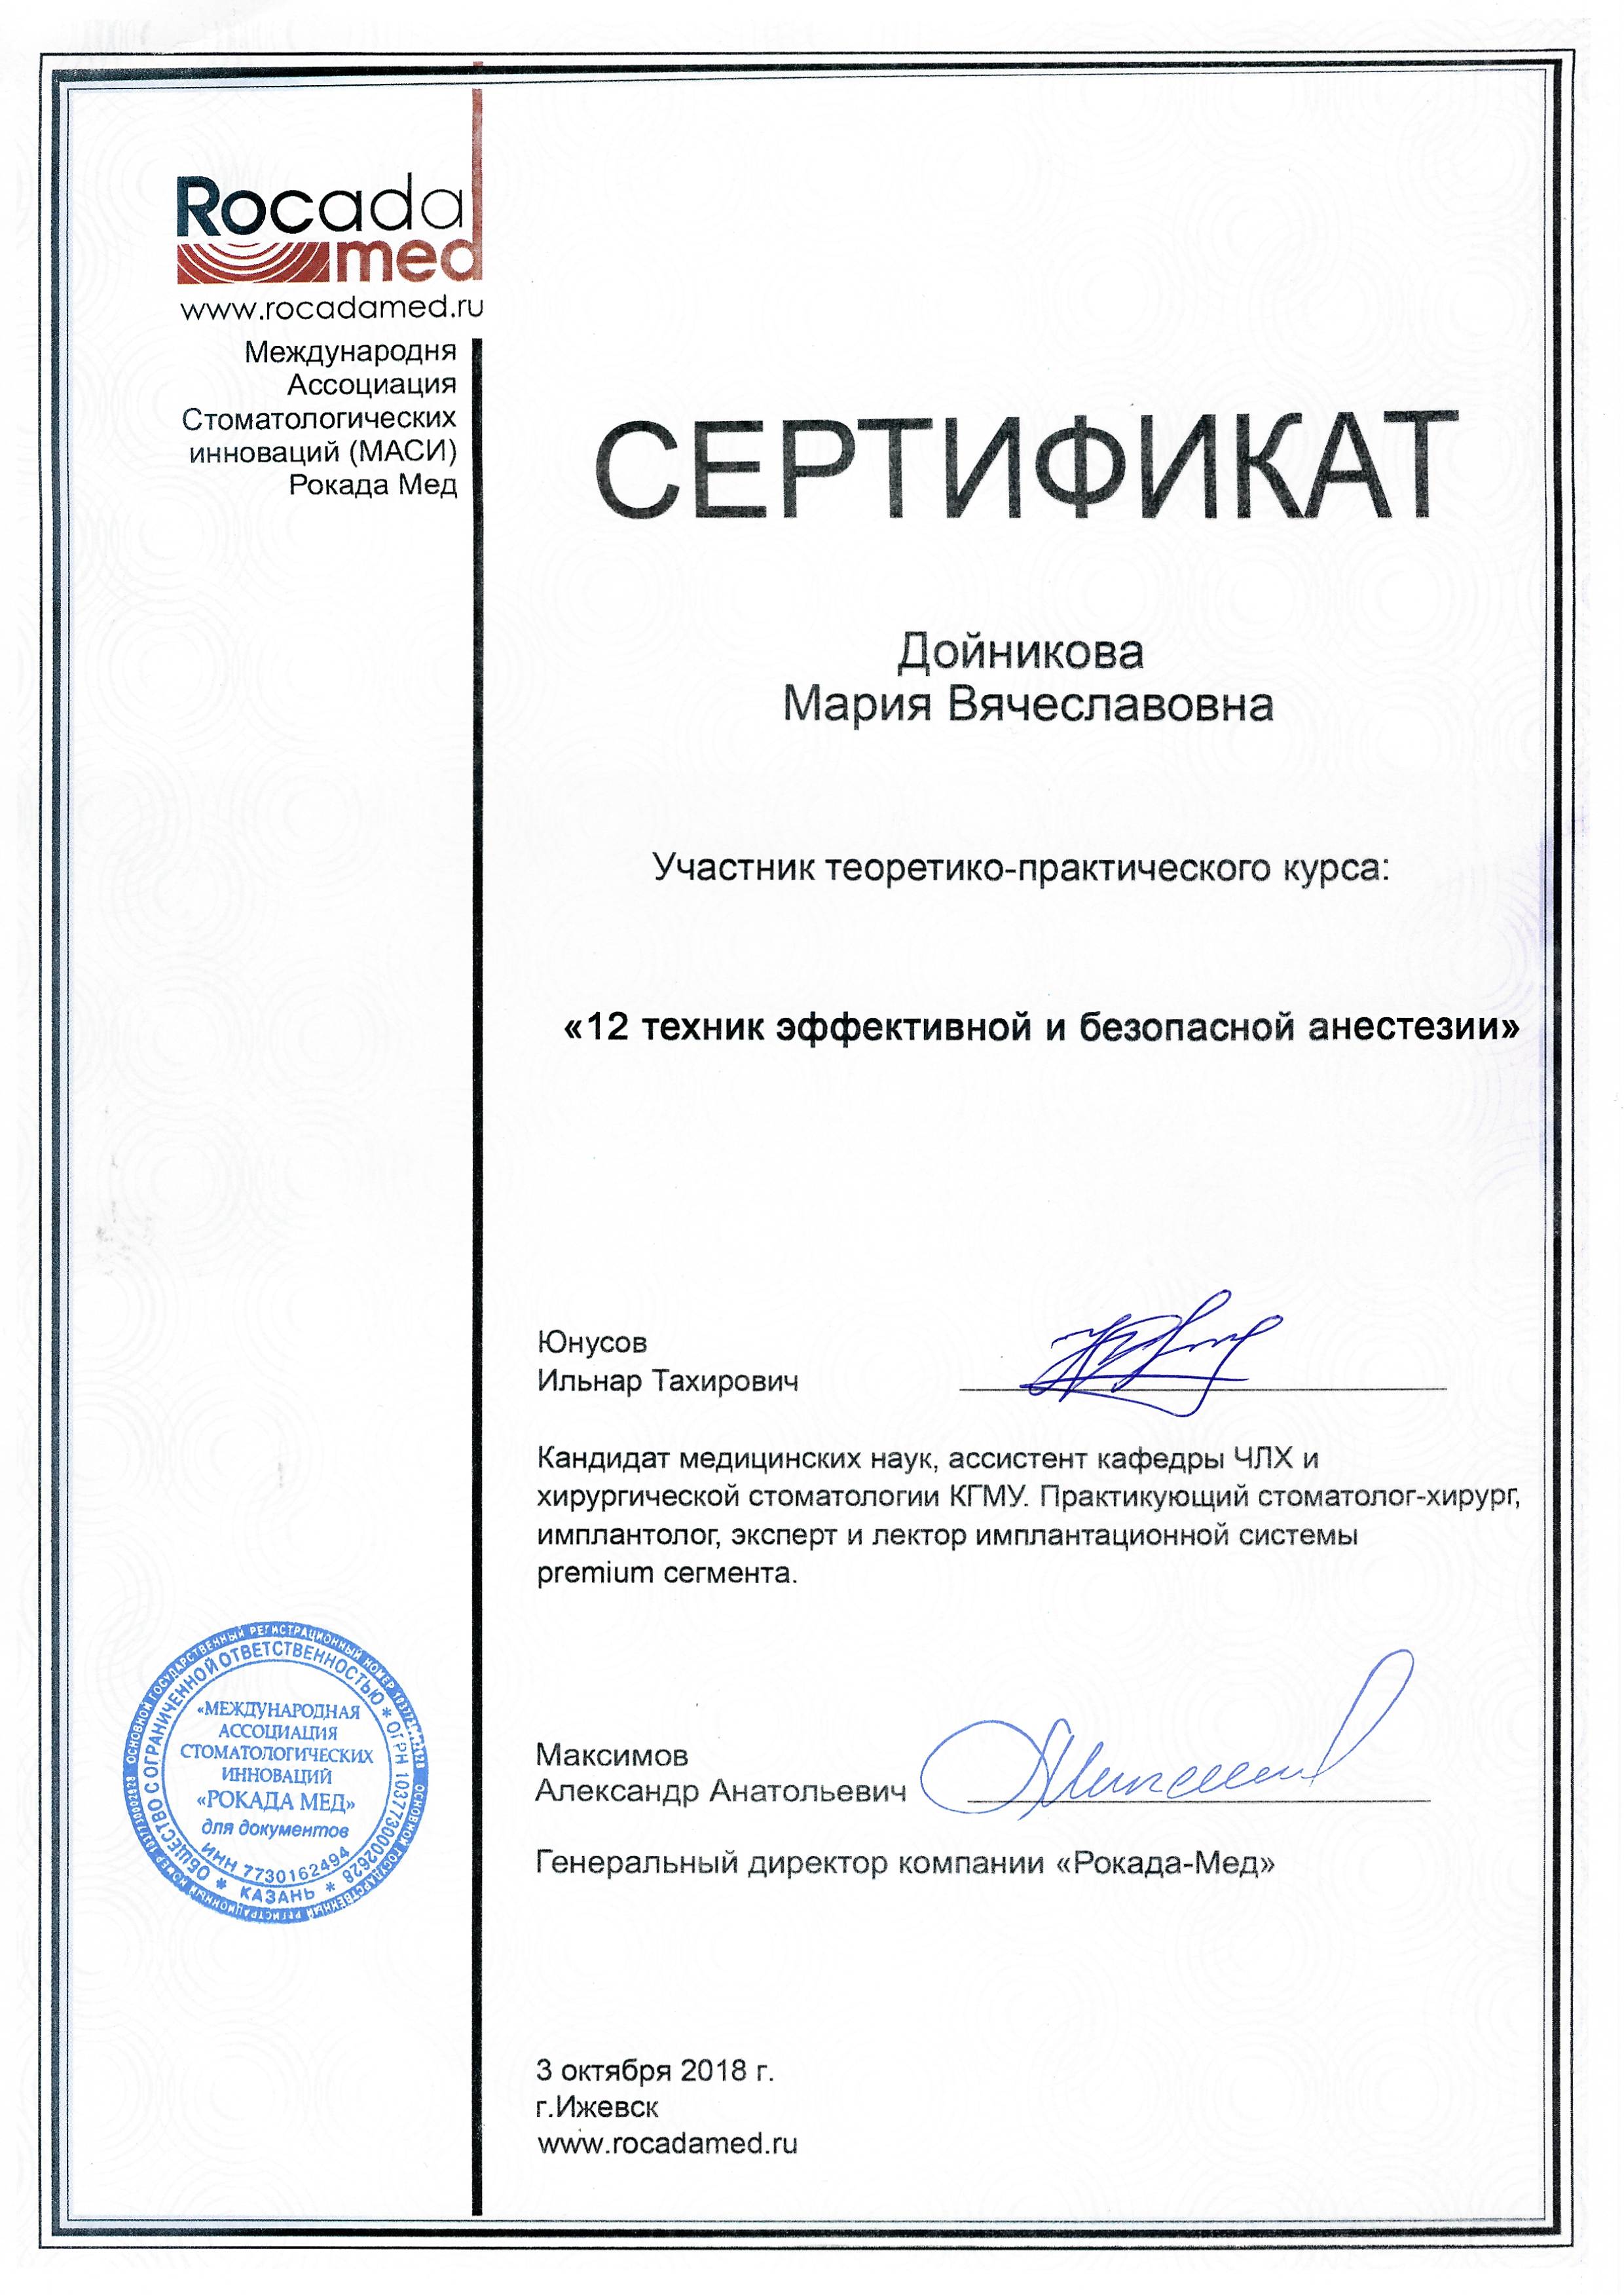 Rocada
med
www.rocadamed.ru
Международня
Ассоциация
Стоматологических
инноваций (МАСИ)
Рокада Мед
СЕРТИФИКАТ
Дойникова
Мария Вячеславовна
Участник теоретико-практического курса:
«12 техник эффективной и безопасной анестезии»
Юнусов
Ильнар Тахирович
Кандидат медицинских наук, ассистент кафедры ЧЛХ и
хирургической стоматологии КГМУ. Практикующий стоматолог-хирург,
имплантолог, эксперт и лектор имплантационной системы
premium сегмента.
ОСНОВНОЙ ГОСУДАРСТВЕННЫЙ РЕГИСТРАЦИОННЫЙ НОМЕР
ОБЩЕСТВО С ОГРАНИЧЕННОЙ ОТВЕТСТВЕННОСТЬЮ * ОГРН 1037730002628 * КАЗАНЬ *
«МЕЖДУНАРОДНАЯ
АССОЦИАЦИЯ
СТОМАТОЛОГИЧЕСКИХ
ИННОВАЦИЙ
«РОКАДА МЕД»
для документов
ИНН 7730162494
Максимов
Александр Анатольевич
Генеральный директор компании «Рокада-Мед»
3 октября 2018 г.
г.Ижевск
www.rocadamed.ru